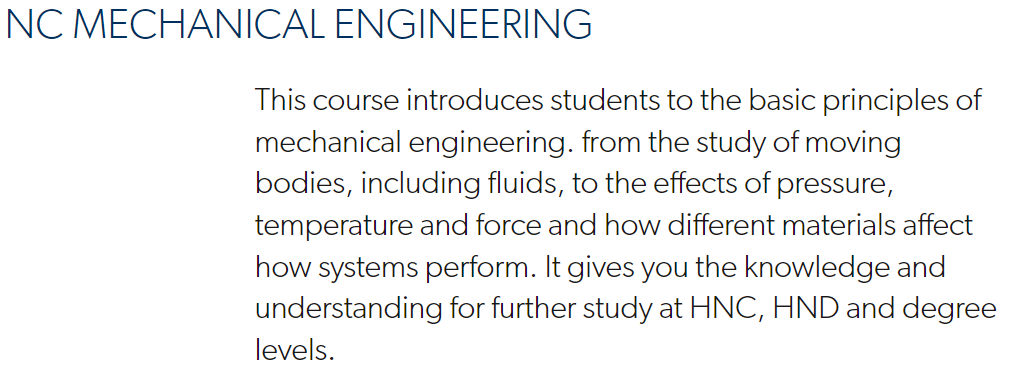 NC MECHANICAL ENGINEERING
This course introduces students to the basic principles of
mechanical engineering. from the study of moving
bodies, including fluids, to the effects of pressure,
temperature and force and how different materials affect
how systems perform. It gives you the knowledge and
understanding for further study at HNC, HND and degree
levels.